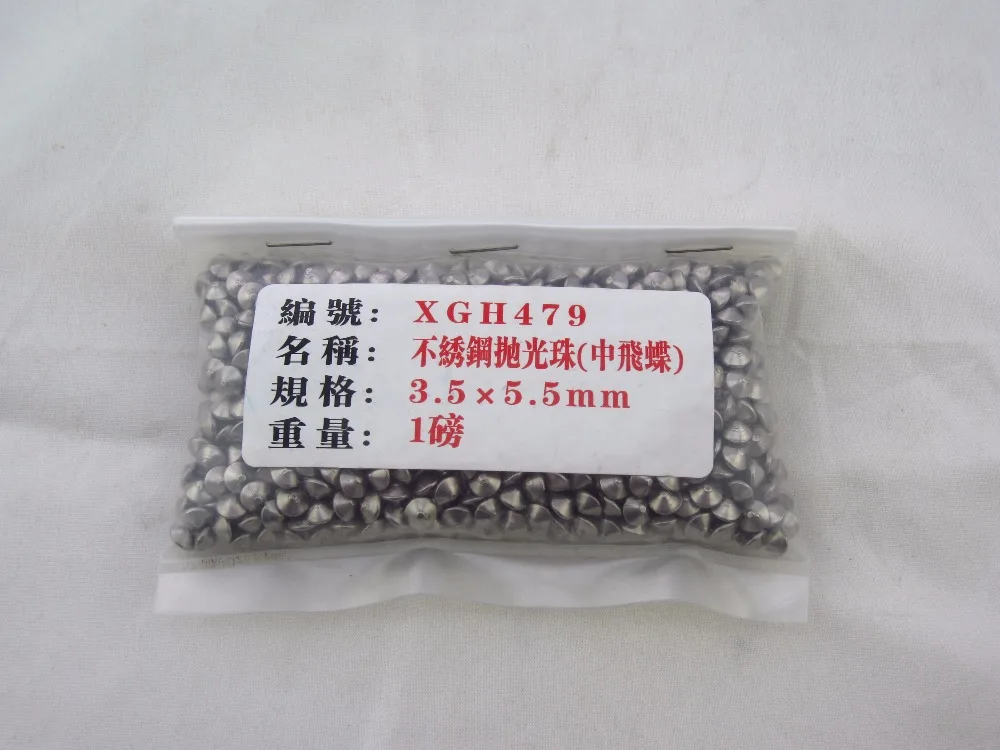 編號: XGH479
名稱: 不綉鋼拋光珠(中飛蝶)
規格: 3.5×5.5mm
重量: 1磅